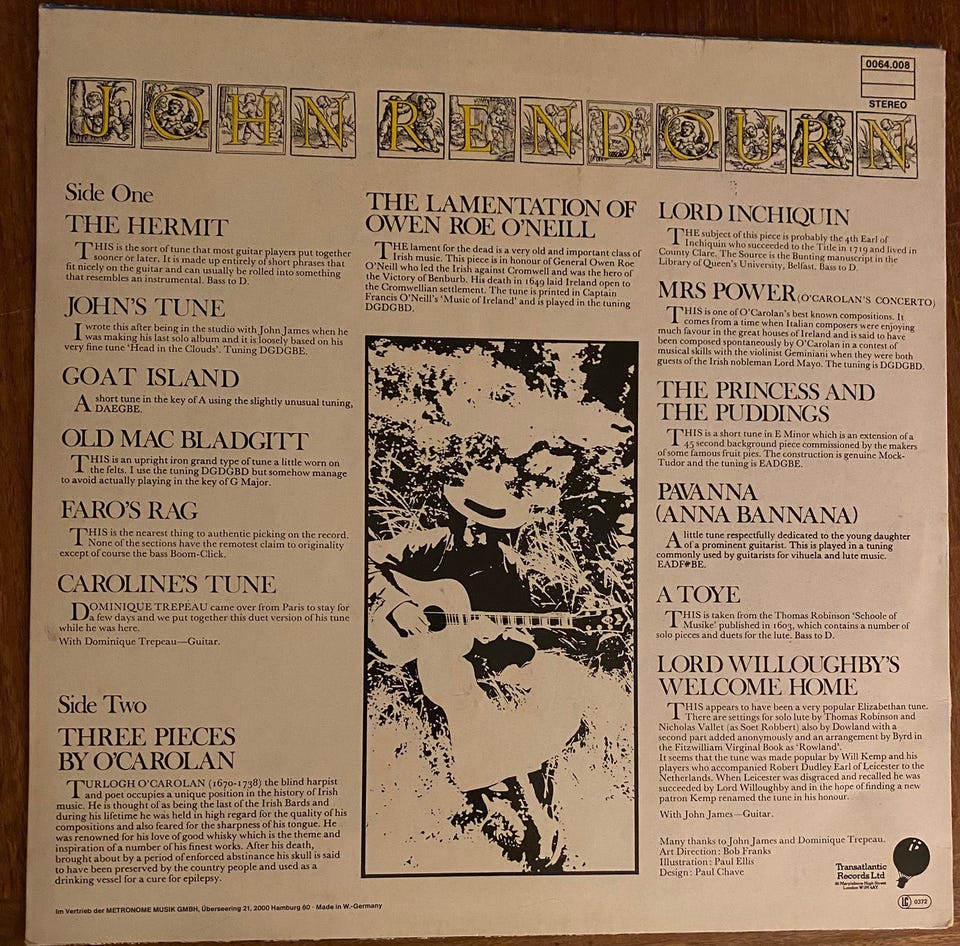 0064.008
STEREO
JOHN RENBOURN
Side One
THE HERMIT
THIS is the sort of tune that most guitar players put together
sooner or later. It is made up entirely of short phrases that
fit nicely on the guitar and can usually be rolled into something
that resembles an instrumental. Bass to D.
JOHN'S TUNE
I wrote this after being in the studio with John James when he
was making his last solo album and it is loosely based on his
very fine tune 'Head in the Clouds'. Tuning DGDGBE.
GOAT ISLAND
A short tune in the key of A using the slightly unusual tuning,
DAEGBE.
OLD MAC BLADGITT
THIS is an upright iron grand type of tune a little worn on
the felts. I use the tuning DGDGBD but somehow manage
to avoid actually playing in the key of G Major.
FARO'S RAG
THIS is the nearest thing to authentic picking on the record.
None of the sections have the remotest claim to originality
except of course the bass Boom-Click.
CAROLINE'S TUNE
DOMINIQUE TREPEAU came over from Paris to stay for
a few days and we put together this duet version of his tune
while he was here.
With Dominique Trepeau—Guitar.
Side Two
THREE PIECES
BY O'CAROLAN
TURLOGH O'CAROLAN (1670-1738) the blind harpist
and poet occupies a unique position in the history of Irish
music. He is thought of as being the last of the Irish Bards and
during his lifetime he was held in high regard for the quality of his
compositions and also feared for the sharpness of his tongue. He
was renowned for his love of good whisky which is the theme and
inspiration of a number of his finest works. After his death,
brought about by a period of enforced abstinance his skull is said
to have been preserved by the country people and used as a
drinking vessel for a cure for epilepsy.
THE LAMENTATION OF
OWEN ROE O'NEILL
THE lament for the dead is a very old and important class of
Irish music. This piece is in honour of General Owen Roe
O'Neill who led the Irish against Cromwell and was the hero of
the Victory of Benburb. His death in 1649 laid Ireland open to
the Cromwellian settlement. The tune is printed in Captain
Francis O'Neill's 'Music of Ireland' and is played in the tuning
DGDGBD.
LORD INCHIQUIN
THE subject of this piece is probably the 4th Earl of
Inchiquin who succeeded to the Title in 1719 and lived in
County Clare. The Source is the Bunting manuscript in the
Library of Queen's University, Belfast. Bass to D.
MRS POWER (O'CAROLAN'S CONCERTO)
THIS is one of O'Carolan's best known compositions. It
comes from a time when Italian composers were enjoying
much favour in the great houses of Ireland and is said to have
been composed spontaneously by O'Carolan in a contest of
musical skills with the violinist Geminiani when they were both
guests of the Irish nobleman Lord Mayo. The tuning is DGDGBD.
THE PRINCESS AND
THE PUDDINGS
THIS is a short tune in E Minor which is an extension of a
45 second background piece commissioned by the makers
of some famous fruit pies. The construction is genuine Mock-
Tudor and the tuning is EADGBE.
PAVANNA
(ANNA BANNANA)
A little tune respectfully dedicated to the young daughter
of a prominent guitarist. This is played in a tuning
commonly used by guitarists for vihuela and lute music.
EADF#BE.
A TOYE
THIS is taken from the Thomas Robinson 'Schoole of
Musike' published in 1603, which contains a number of
solo pieces and duets for the lute. Bass to D.
LORD WILLOUGHBY'S
WELCOME HOME
THIS appears to have been a very popular Elizabethan tune.
There are settings for solo lute by Thomas Robinson and
Nicholas Vallet (as Soet Robbert) also by Dowland with a
second part added anonymously and an arrangement by Byrd in
the Fitzwilliam Virginal Book as 'Rowland'.
It seems that the tune was made popular by Will Kemp and his
players who accompanied Robert Dudley Earl of Leicester to the
Netherlands. When Leicester was disgraced and recalled he was
succeeded by Lord Willoughby and in the hope of finding a new
patron Kemp renamed the tune in his honour.
With John James—Guitar.
Many thanks to John James and Dominique Trepeau.
Art Direction: Bob Franks
Illustration: Paul Ellis
Design: Paul Chave
Transatlantic
Records Ltd
86 Marylebone High Street
London W1M 4AY
LC 0372
Im Vertrieb der METRONOME MUSIK GMBH, Überseering 21, 2000 Hamburg 60 · Made in W.-Germany